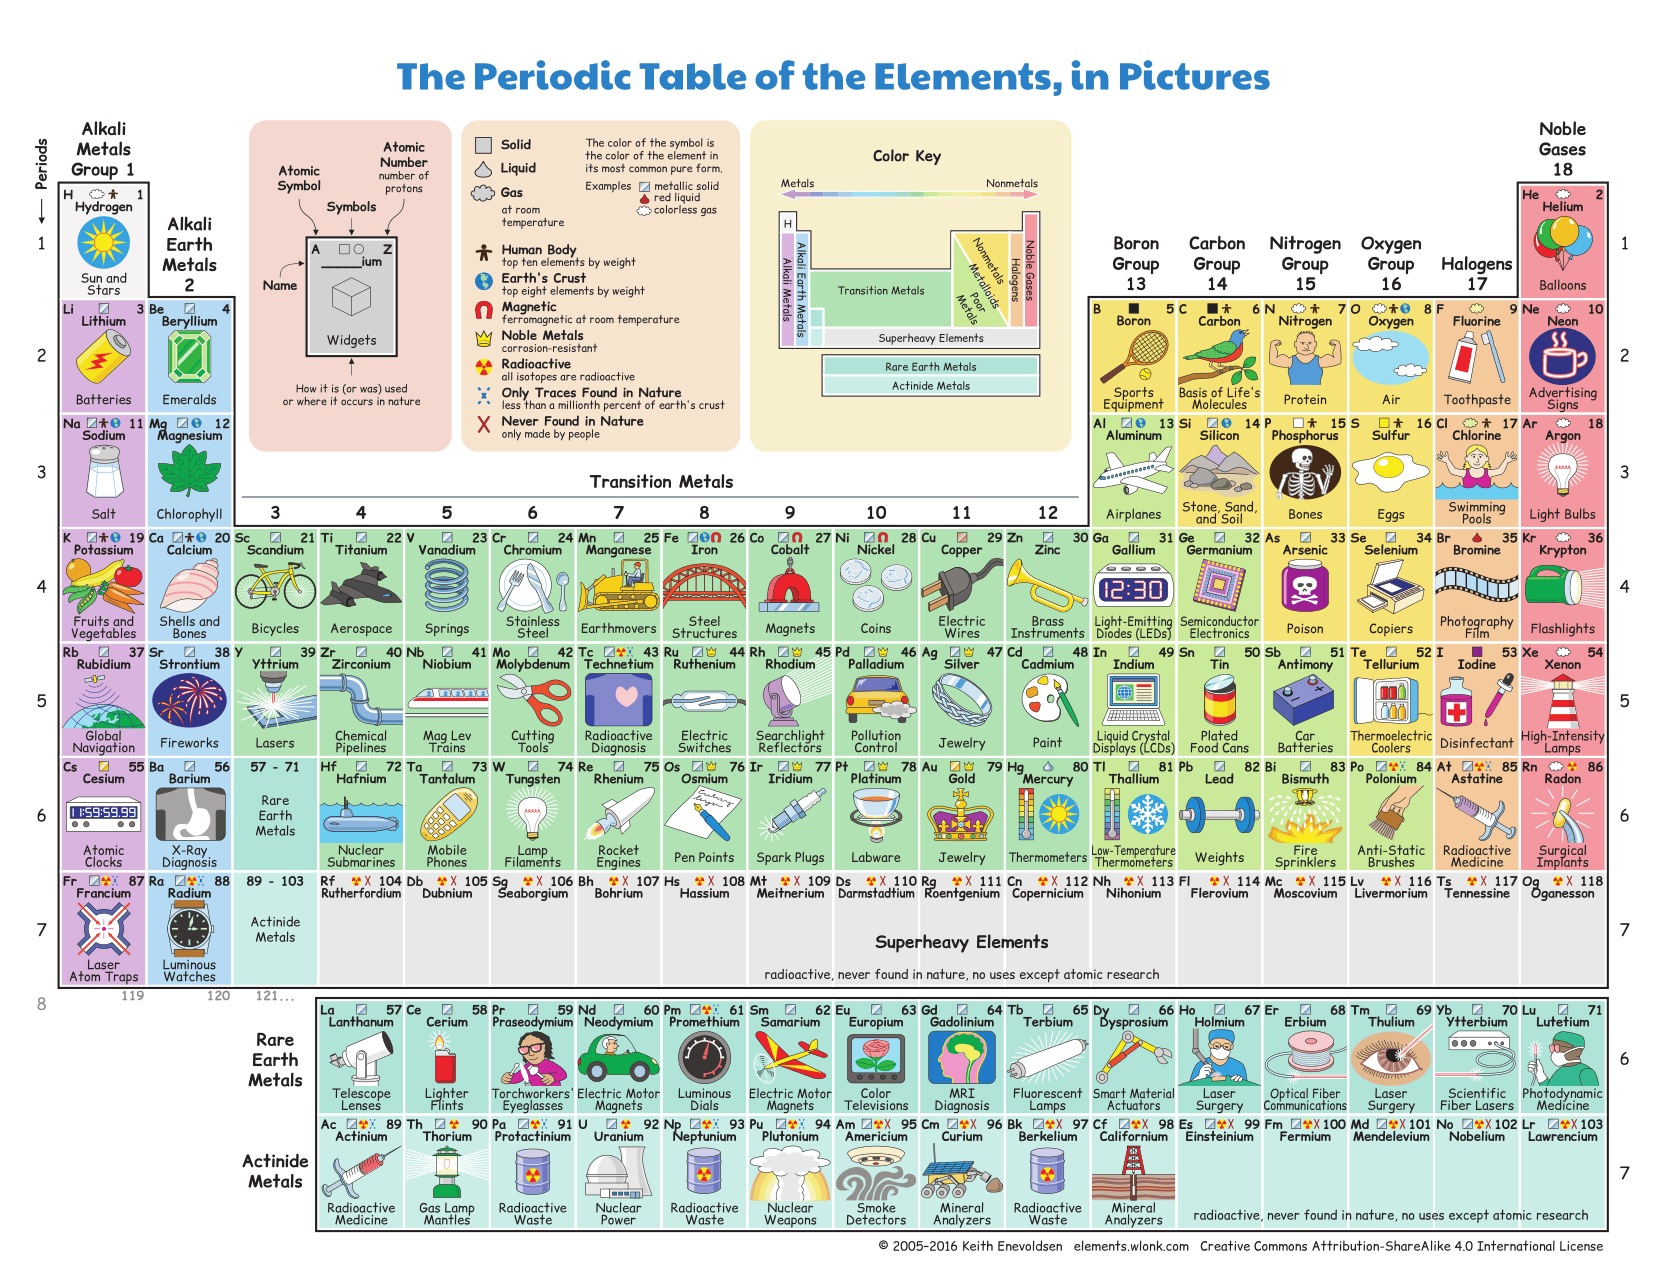 The Periodic Table of the Elements, in Pictures
Periods
Alkali
Metals
Group 1
Alkali
Earth
Metals
2
Atomic
Symbol
Symbols
Atomic
Number
number of
protons
A
Z
______ium
Name
Widgets
How it is (or was) used
or where it occurs in nature
Solid
Liquid
Gas
at room
temperature
The color of the symbol is
the color of the element in
its most common pure form.
Examples
metallic solid
red liquid
colorless gas
Human Body
top ten elements by weight
Earth's Crust
top eight elements by weight
Magnetic
ferromagnetic at room temperature
Noble Metals
corrosion-resistant
Radioactive
all isotopes are radioactive
Only Traces Found in Nature
less than a millionth percent of earth's crust
Never Found in Nature
only made by people
Color Key
Metals
Nonmetals
H
Alkali Metals
Alkali Earth Metals
Transition Metals
Poor Metals
Metalloids
Nonmetals
Halogens
Noble Gases
Superheavy Elements
Rare Earth Metals
Actinide Metals
Boron
Group
13
Carbon
Group
14
Nitrogen
Group
15
Oxygen
Group
16
Halogens
17
Noble
Gases
18
Transition Metals
3 4 5 6 7 8 9 10 11 12
1
H 1
Hydrogen
Sun and
Stars
He 2
Helium
Balloons
1
2
Li 3
Lithium
Batteries
Be 4
Beryllium
Emeralds
B 5
Boron
Sports
Equipment
C 6
Carbon
Basis of Life's
Molecules
N 7
Nitrogen
Protein
O 8
Oxygen
Air
F 9
Fluorine
Toothpaste
Ne 10
Neon
Advertising
Signs
2
3
Na 11
Sodium
Salt
Mg 12
Magnesium
Chlorophyll
Al 13
Aluminum
Airplanes
Si 14
Silicon
Stone, Sand,
and Soil
P 15
Phosphorus
Bones
S 16
Sulfur
Eggs
Cl 17
Chlorine
Swimming
Pools
Ar 18
Argon
Light Bulbs
3
4
K 19
Potassium
Fruits and
Vegetables
Ca 20
Calcium
Shells and
Bones
Sc 21
Scandium
Bicycles
Ti 22
Titanium
Aerospace
V 23
Vanadium
Springs
Cr 24
Chromium
Stainless
Steel
Mn 25
Manganese
Earthmovers
Fe 26
Iron
Steel
Structures
Co 27
Cobalt
Magnets
Ni 28
Nickel
Coins
Cu 29
Copper
Electric
Wires
Zn 30
Zinc
Brass
Instruments
Ga 31
Gallium
12:30
Light-Emitting
Diodes (LEDs)
Ge 32
Germanium
Semiconductor
Electronics
As 33
Arsenic
Poison
Se 34
Selenium
Copiers
Br 35
Bromine
Photography
Film
Kr 36
Krypton
Flashlights
4
5
Rb 37
Rubidium
Global
Navigation
Sr 38
Strontium
Fireworks
Y 39
Yttrium
Lasers
Zr 40
Zirconium
Chemical
Pipelines
Nb 41
Niobium
Mag Lev
Trains
Mo 42
Molybdenum
Cutting
Tools
Tc 43
Technetium
Radioactive
Diagnosis
Ru 44
Ruthenium
Electric
Switches
Rh 45
Rhodium
Searchlight
Reflectors
Pd 46
Palladium
Pollution
Control
Ag 47
Silver
Jewelry
Cd 48
Cadmium
Paint
In 49
Indium
Liquid Crystal
Displays (LCDs)
Sn 50
Tin
Plated
Food Cans
Sb 51
Antimony
Car
Batteries
Te 52
Tellurium
Thermoelectric
Coolers
I 53
Iodine
Disinfectant
Xe 54
Xenon
High-Intensity
Lamps
5
6
Cs 55
Cesium
11:59:59.99
Atomic
Clocks
Ba 56
Barium
X-Ray
Diagnosis
57 - 71
Rare
Earth
Metals
Hf 72
Hafnium
Nuclear
Submarines
Ta 73
Tantalum
Mobile
Phones
W 74
Tungsten
Lamp
Filaments
Re 75
Rhenium
Rocket
Engines
Os 76
Osmium
Pen Points
Ir 77
Iridium
Spark Plugs
Pt 78
Platinum
Labware
Au 79
Gold
Jewelry
Hg 80
Mercury
Thermometers
Tl 81
Thallium
Low-Temperature
Thermometers
Pb 82
Lead
Weights
Bi 83
Bismuth
Fire
Sprinklers
Po 84
Polonium
Anti-Static
Brushes
At 85
Astatine
Radioactive
Medicine
Rn 86
Radon
Surgical
Implants
6
7
Fr 87
Francium
Laser
Atom Traps
Ra 88
Radium
Luminous
Watches
89 - 103
Actinide
Metals
Rf 104
Rutherfordium
Db 105
Dubnium
Sg 106
Seaborgium
Bh 107
Bohrium
Hs 108
Hassium
Mt 109
Meitnerium
Ds 110
Darmstadtium
Rg 111
Roentgenium
Cn 112
Copernicium
Nh 113
Nihonium
Fl 114
Flerovium
Mc 115
Moscovium
Lv 116
Livermorium
Ts 117
Tennessine
Og 118
Oganesson
7
Superheavy Elements
radioactive, never found in nature, no uses except atomic research
8
119
120
121...
Rare
Earth
Metals
La 57
Lanthanum
Telescope
Lenses
Ce 58
Cerium
Lighter
Flints
Pr 59
Praseodymium
Torchworkers'
Eyeglasses
Nd 60
Neodymium
Electric Motor
Magnets
Pm 61
Promethium
Luminous
Dials
Sm 62
Samarium
Electric Motor
Magnets
Eu 63
Europium
Color
Televisions
Gd 64
Gadolinium
MRI
Diagnosis
Tb 65
Terbium
Fluorescent
Lamps
Dy 66
Dysprosium
Smart Material
Actuators
Ho 67
Holmium
Laser
Surgery
Er 68
Erbium
Optical Fiber
Communications
Tm 69
Thulium
Laser
Surgery
Yb 70
Ytterbium
Scientific
Fiber Lasers
Lu 71
Lutetium
Photodynamic
Medicine
6
Actinide
Metals
Ac 89
Actinium
Radioactive
Medicine
Th 90
Thorium
Gas Lamp
Mantles
Pa 91
Protactinium
Radioactive
Waste
U 92
Uranium
Nuclear
Power
Np 93
Neptunium
Radioactive
Waste
Pu 94
Plutonium
Nuclear
Weapons
Am 95
Americium
Smoke
Detectors
Cm 96
Curium
Mineral
Analyzers
Bk 97
Berkelium
Radioactive
Waste
Cf 98
Californium
Mineral
Analyzers
Es 99
Einsteinium
Fm 100
Fermium
Md 101
Mendelevium
No 102
Nobelium
Lr 103
Lawrencium
7
radioactive, never found in nature, no uses except atomic research
© 2005–2016 Keith Enevoldsen elements.wlonk.com Creative Commons Attribution-ShareAlike 4.0 International License